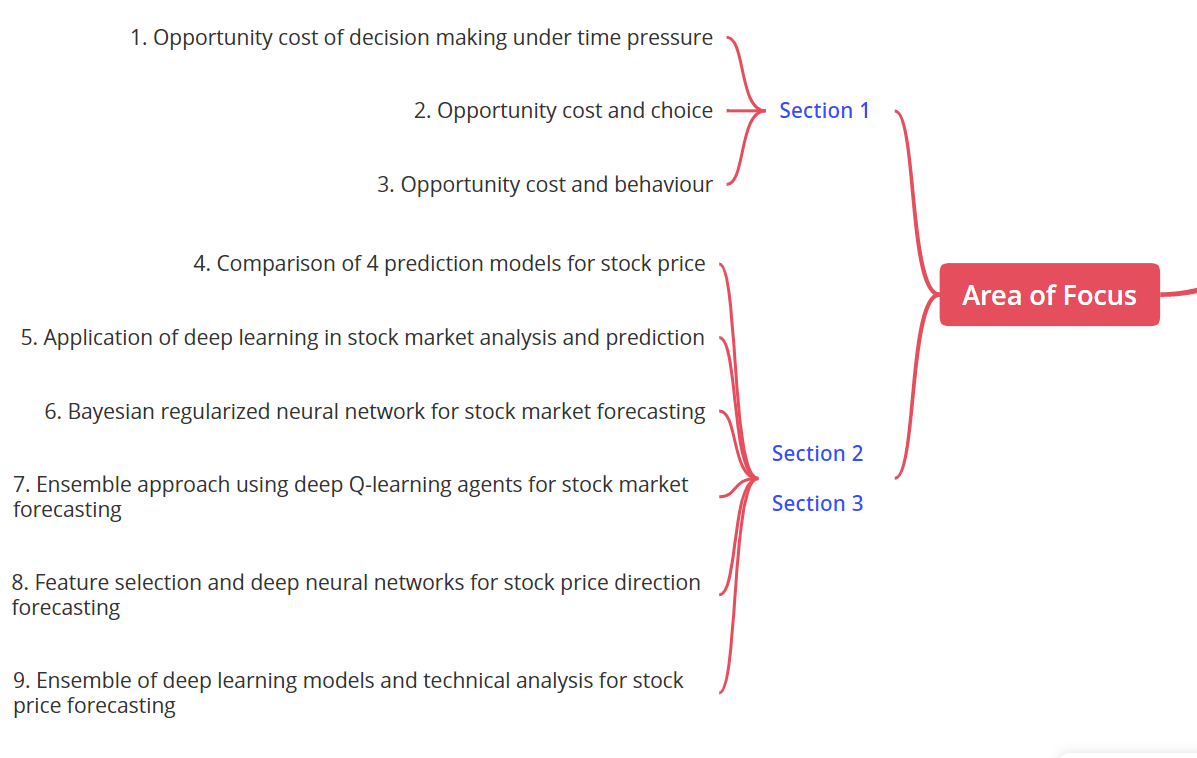 1. Opportunity cost of decision making under time pressure
2. Opportunity cost and choice
Section 1
3. Opportunity cost and behaviour
4. Comparison of 4 prediction models for stock price
Area of Focus
5. Application of deep learning in stock market analysis and prediction
6. Bayesian regularized neural network for stock market forecasting
Section 2
7. Ensemble approach using deep Q-learning agents for stock market
forecasting
Section 3
8. Feature selection and deep neural networks for stock price direction
forecasting
9. Ensemble of deep learning models and technical analysis for stock
price forecasting